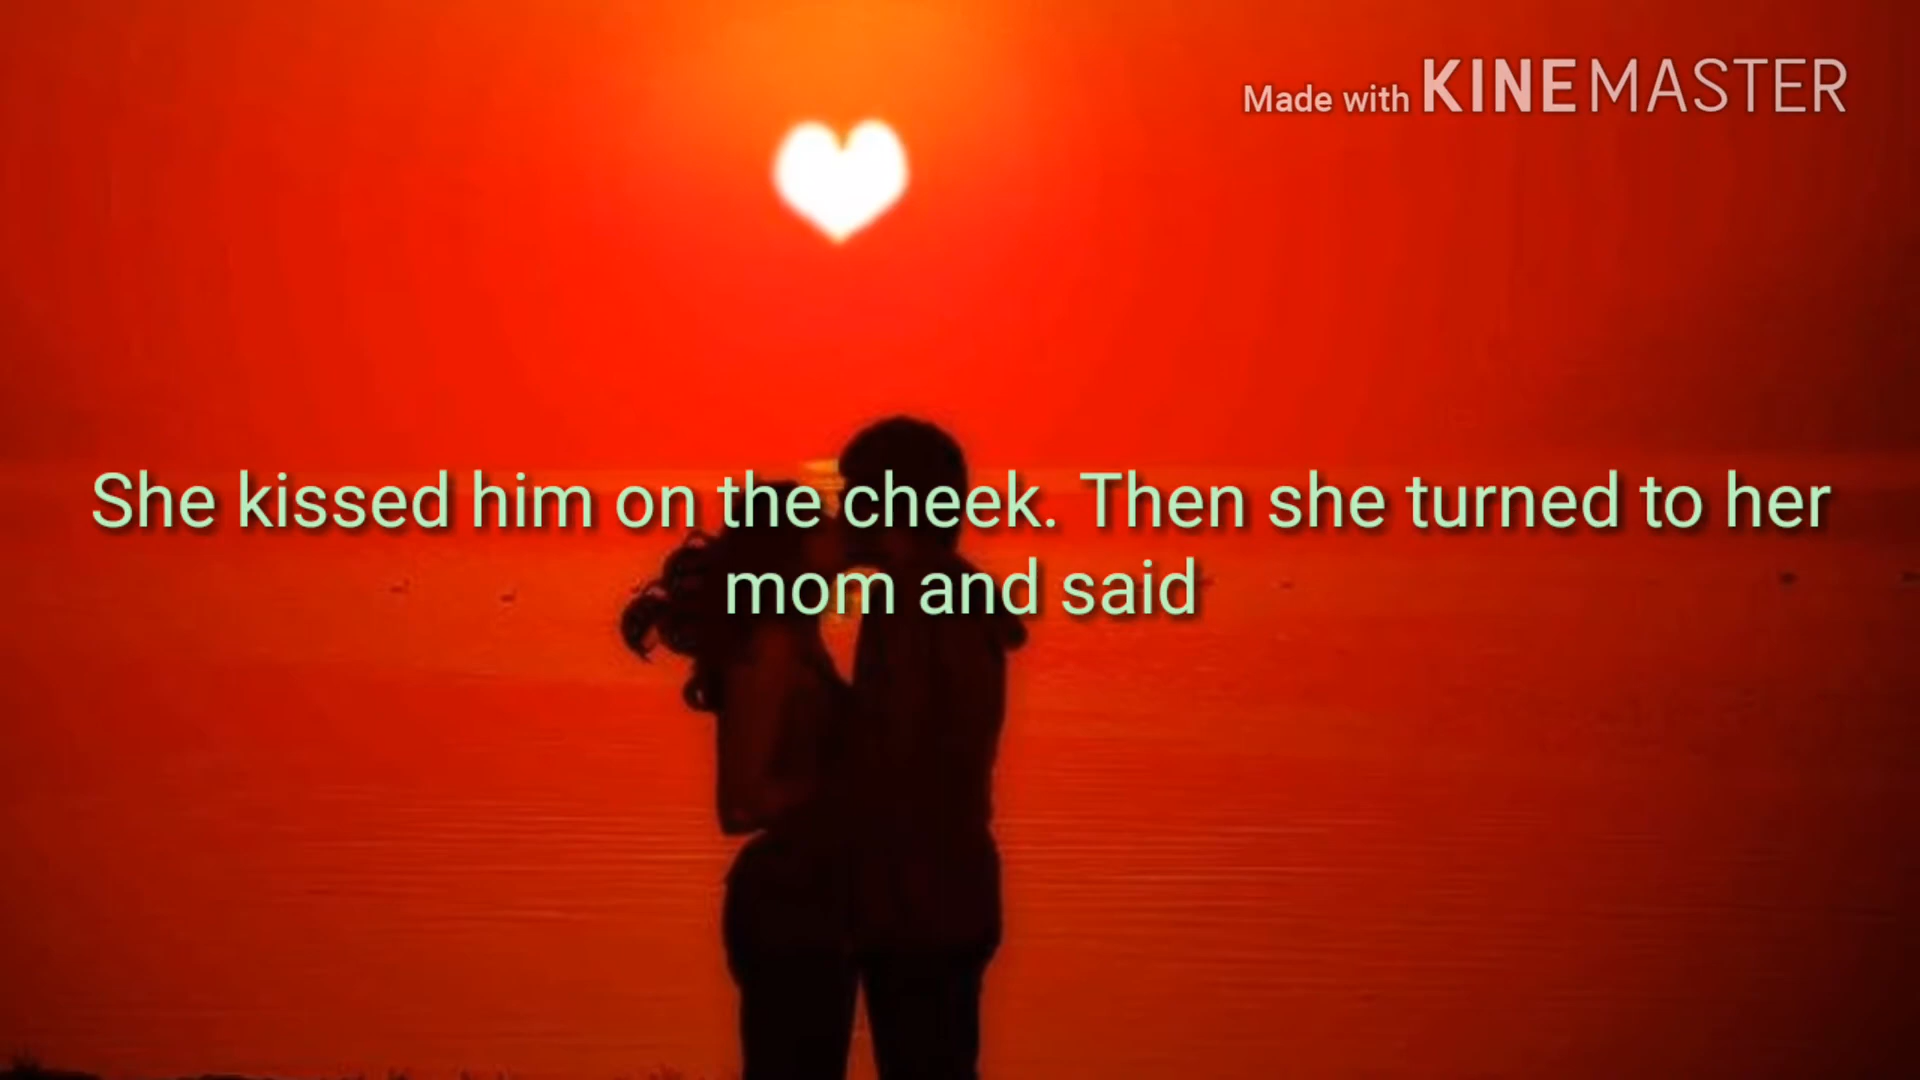 Made with KINEMASTER
She kissed him on the cheek. Then she turned to her
mom and said